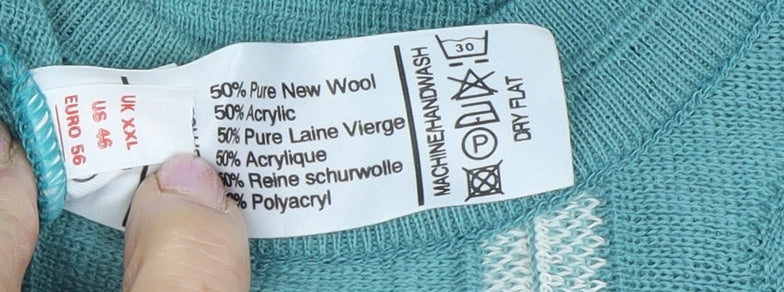 UK XXL
US 46
EURO 56
50% Pure New Wool
50% Acrylic
50% Pure Laine Vierge
50% Acrylique
50% Reine schurwolle
% Polyacryl
MACHINE/HANDWASH
30
P
DRY FLAT